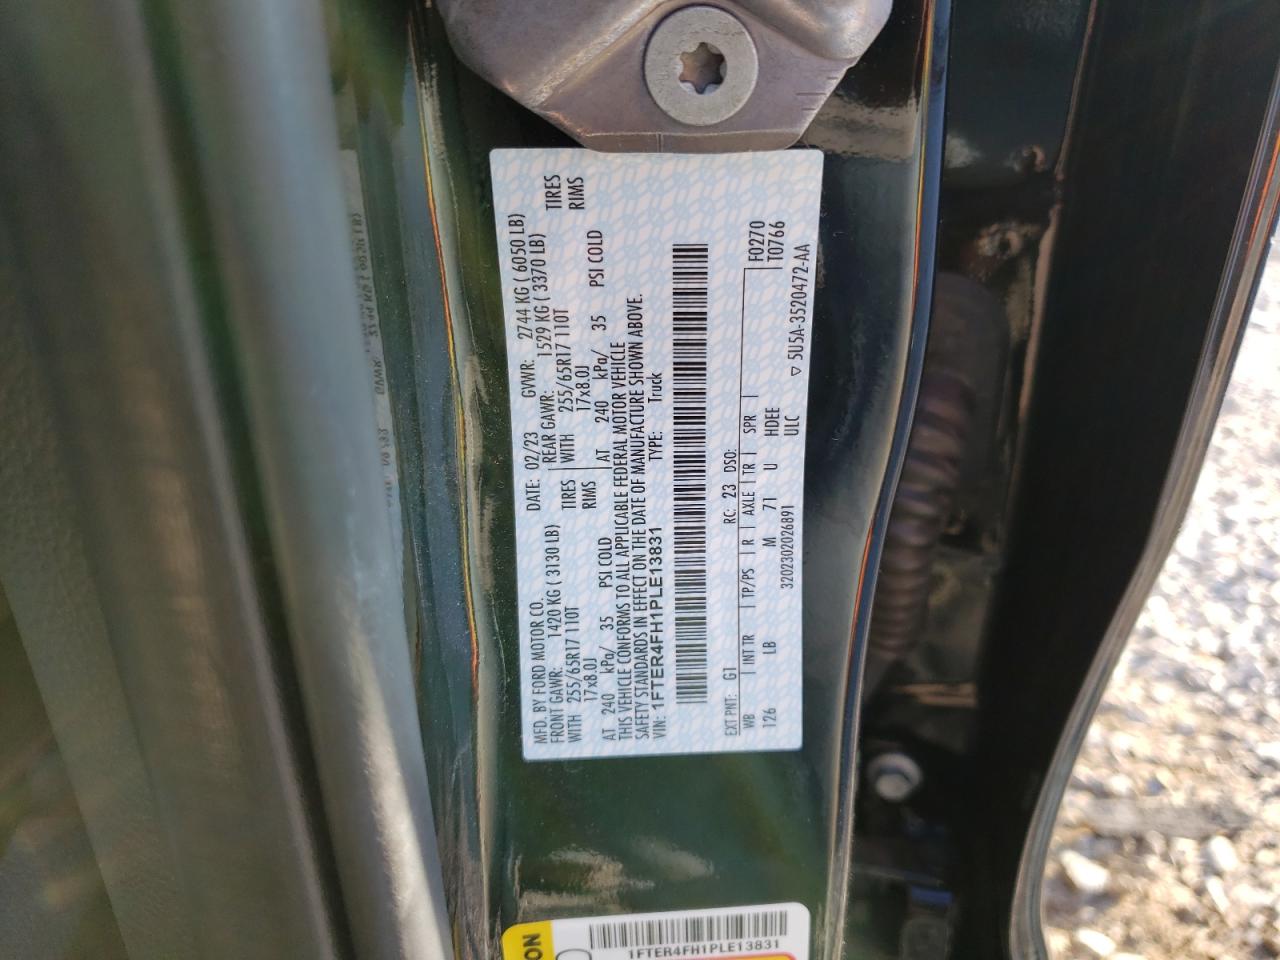 MFD. BY FORD MOTOR CO. DATE: 02/23 GVWR: 2744 KG ( 6050 LB)
FRONT GAWR: 1420 KG ( 3130 LB) REAR GAWR: 1529 KG ( 3370 LB)
WITH 255/65R17 110T TIRES WITH 255/65R17 110T TIRES
17x8.0J RIMS 17x8.0J RIMS
AT 240 kPa/ 35 PSI COLD AT 240 kPa/ 35 PSI COLD
THIS VEHICLE CONFORMS TO ALL APPLICABLE FEDERAL MOTOR VEHICLE
SAFETY STANDARDS IN EFFECT ON THE DATE OF MANUFACTURE SHOWN ABOVE.
VIN: 1FTER4FH1PLE13831 TYPE: Truck
EXT PNT: G1 RC: 23 DSO: F0270
WB INT TR TP/PS R AXLE TR SPR T0766
126 LB M 71 U HDEE
3202302026891 ULC ▽ 5U5A-3520472-AA
ON
1FTER4FH1PLE13831